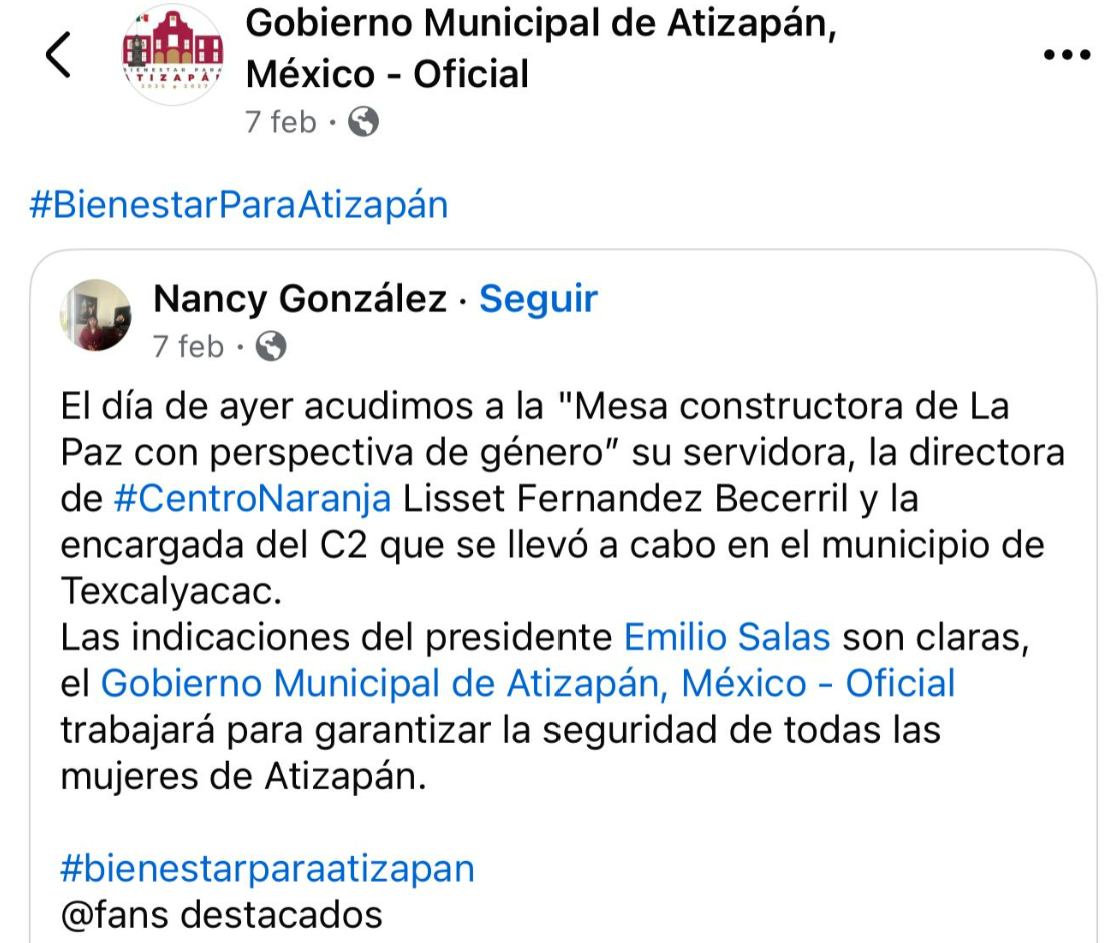 Gobierno Municipal de Atizapán,
México - Oficial
7 feb ·
#BienestarParaAtizapán
Nancy González · Seguir
7 feb ·
El día de ayer acudimos a la "Mesa constructora de La
Paz con perspectiva de género” su servidora, la directora
de #CentroNaranja Lisset Fernandez Becerril y la
encargada del C2 que se llevó a cabo en el municipio de
Texcalyacac.
Las indicaciones del presidente Emilio Salas son claras,
el Gobierno Municipal de Atizapán, México - Oficial
trabajará para garantizar la seguridad de todas las
mujeres de Atizapán.
#bienestarparaatizapan
@fans destacados